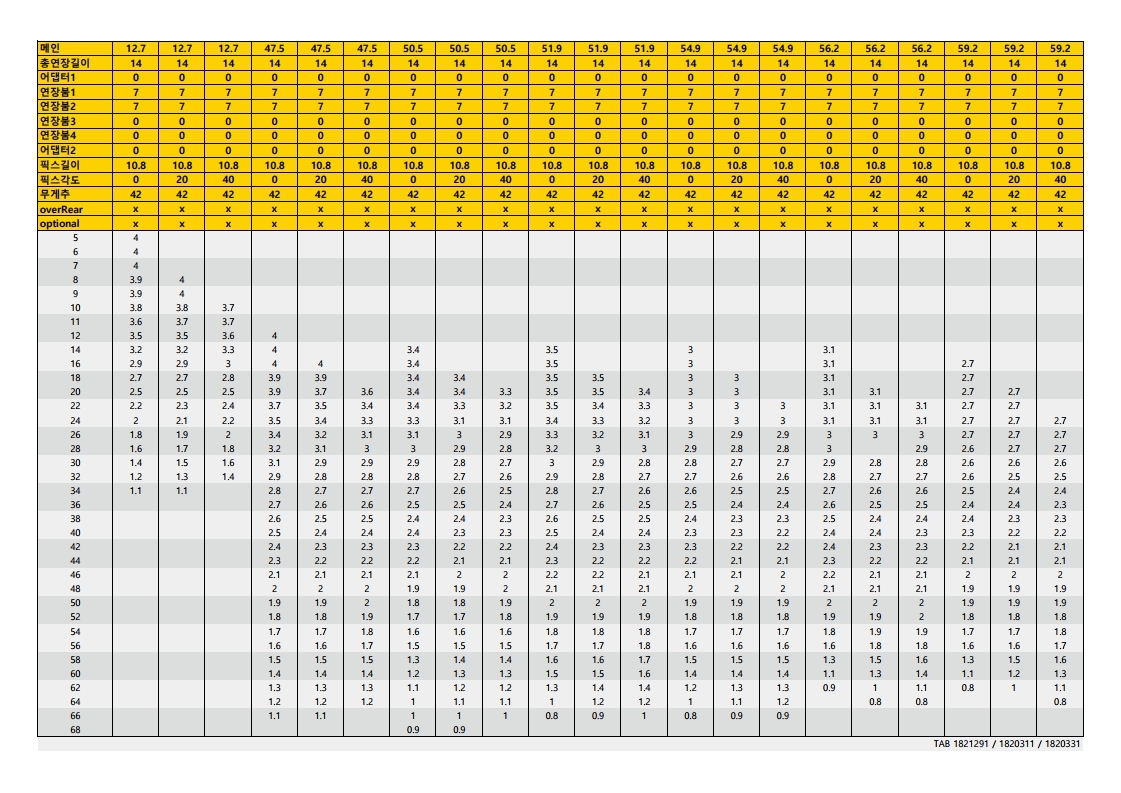 메인 12.7 12.7 12.7 47.5 47.5 47.5 50.5 50.5 50.5 51.9 51.9 51.9 54.9 54.9 54.9 56.2 56.2 56.2 59.2 59.2 59.2
총연장길이 14 14 14 14 14 14 14 14 14 14 14 14 14 14 14 14 14 14 14 14 14
어댑터1 0 0 0 0 0 0 0 0 0 0 0 0 0 0 0 0 0 0 0 0 0
연장붐1 7 7 7 7 7 7 7 7 7 7 7 7 7 7 7 7 7 7 7 7 7
연장붐2 7 7 7 7 7 7 7 7 7 7 7 7 7 7 7 7 7 7 7 7 7
연장붐3 0 0 0 0 0 0 0 0 0 0 0 0 0 0 0 0 0 0 0 0 0
연장붐4 0 0 0 0 0 0 0 0 0 0 0 0 0 0 0 0 0 0 0 0 0
어댑터2 0 0 0 0 0 0 0 0 0 0 0 0 0 0 0 0 0 0 0 0 0
픽스길이 10.8 10.8 10.8 10.8 10.8 10.8 10.8 10.8 10.8 10.8 10.8 10.8 10.8 10.8 10.8 10.8 10.8 10.8 10.8 10.8 10.8
픽스각도 0 20 40 0 20 40 0 20 40 0 20 40 0 20 40 0 20 40 0 20 40
무게추 42 42 42 42 42 42 42 42 42 42 42 42 42 42 42 42 42 42 42 42 42
overRear x x x x x x x x x x x x x x x x x x x x x
optional x x x x x x x x x x x x x x x x x x x x x
5 4
6 4
7 4
8 3.9 4
9 3.9 4
10 3.8 3.8 3.7
11 3.6 3.7 3.7
12 3.5 3.5 3.6 4
14 3.2 3.2 3.3 4 3.4 3.5 3 3.1
16 2.9 2.9 3 4 4 3.4 3.5 3 3.1 2.7
18 2.7 2.7 2.8 3.9 3.9 3.4 3.4 3.5 3.5 3 3 3.1 2.7
20 2.5 2.5 2.5 3.9 3.7 3.6 3.4 3.4 3.3 3.5 3.5 3.4 3 3 3.1 3.1 2.7 2.7
22 2.2 2.3 2.4 3.7 3.5 3.4 3.4 3.3 3.2 3.5 3.4 3.3 3 3 3 3.1 3.1 3.1 2.7 2.7
24 2 2.1 2.2 3.5 3.4 3.3 3.3 3.1 3.1 3.4 3.3 3.2 3 3 3 3.1 3.1 3.1 2.7 2.7 2.7
26 1.8 1.9 2 3.4 3.2 3.1 3.1 3 2.9 3.3 3.2 3.1 3 2.9 2.9 3 3 3 2.7 2.7 2.7
28 1.6 1.7 1.8 3.2 3.1 3 3 2.9 2.8 3.2 3 3 2.9 2.8 2.8 3 2.9 2.6 2.7 2.7
30 1.4 1.5 1.6 3.1 2.9 2.9 2.9 2.8 2.7 3 2.9 2.8 2.8 2.7 2.7 2.9 2.8 2.8 2.6 2.6 2.6
32 1.2 1.3 1.4 2.9 2.8 2.8 2.8 2.7 2.6 2.9 2.8 2.7 2.7 2.6 2.6 2.8 2.7 2.7 2.6 2.5 2.5
34 1.1 1.1 2.8 2.7 2.7 2.7 2.6 2.5 2.8 2.7 2.6 2.6 2.5 2.5 2.7 2.6 2.6 2.5 2.4 2.4
36 2.7 2.6 2.6 2.5 2.5 2.4 2.7 2.6 2.5 2.5 2.4 2.4 2.6 2.5 2.5 2.4 2.4 2.3
38 2.6 2.5 2.5 2.4 2.4 2.3 2.6 2.5 2.5 2.4 2.4 2.3 2.5 2.4 2.4 2.4 2.3 2.3
40 2.5 2.4 2.4 2.3 2.3 2.3 2.5 2.4 2.4 2.3 2.3 2.2 2.5 2.4 2.4 2.3 2.3 2.2
42 2.4 2.3 2.3 2.3 2.2 2.2 2.4 2.3 2.3 2.3 2.2 2.2 2.4 2.3 2.3 2.2 2.1 2.1
44 2.3 2.2 2.2 2.2 2.1 2.1 2.3 2.2 2.2 2.2 2.1 2.1 2.3 2.2 2.2 2.1 2.1 2.1
46 2.1 2.1 2.1 2.1 2 2 2.2 2.2 2.1 2.1 2.1 2 2.2 2.1 2.1 2 2 2
48 2 2 2 1.9 1.9 2 2.1 2.1 2.1 2 2 2 2.1 2.1 2.1 1.9 1.9 1.9
50 1.9 1.9 2 1.8 1.8 1.9 2 2 2 1.9 1.9 1.9 2 2 2 1.9 1.9 1.9
52 1.8 1.8 1.9 1.7 1.7 1.8 1.9 1.9 1.9 1.8 1.8 1.8 1.9 1.9 2 1.8 1.8 1.8
54 1.7 1.7 1.8 1.6 1.6 1.6 1.8 1.8 1.8 1.7 1.7 1.7 1.8 1.9 1.9 1.7 1.7 1.8
56 1.6 1.6 1.7 1.5 1.5 1.5 1.7 1.7 1.8 1.6 1.6 1.6 1.6 1.8 1.8 1.6 1.6 1.7
58 1.5 1.5 1.5 1.3 1.4 1.4 1.6 1.6 1.7 1.5 1.5 1.5 1.3 1.5 1.6 1.3 1.5 1.6
60 1.4 1.4 1.4 1.2 1.3 1.3 1.5 1.5 1.6 1.4 1.4 1.4 1.1 1.3 1.4 1.1 1.2 1.3
62 1.3 1.3 1.3 1.1 1.2 1.2 1.3 1.4 1.4 1.2 1.3 1.3 0.9 1 1.1 0.8 1 1.1
64 1.2 1.2 1.2 1 1.1 1.1 1 1.2 1.2 1 1.1 1.2 0.8 0.8 0.8
66 1.1 1.1 1 1 1 0.8 0.9 1 0.8 0.9 0.9
68 0.9 0.9
TAB 1821291 / 1820311 / 1820331